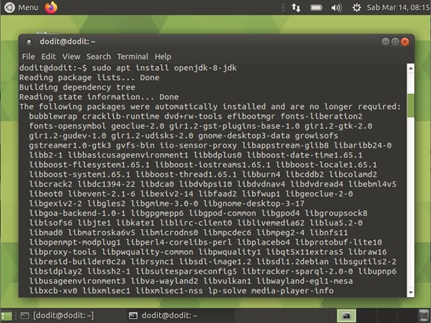 Menu
Sab Mar 14, 08:15
dodit@dodit: ~
File Edit View Search Terminal Help
dodit@dodit:~$ sudo apt install openjdk-8-jdk
Reading package lists... Done
Building dependency tree
Reading state information... Done
The following packages were automatically installed and are no longer required:
bubblewrap cracklib-runtime dvd+rw-tools efibootmgr fonts-liberation2
fonts-opensymbol geoclue-2.0 gir1.2-gst-plugins-base-1.0 gir1.2-gtk-2.0
gir1.2-gudev-1.0 gir1.2-udisks-2.0 gnome-desktop3-data growisofs
gstreamer1.0-gtk3 gvfs-bin iio-sensor-proxy libappstream-glib8 libaribb24-0
libb2-1 libbasicusageenvironment1 libbdplus0 libboost-date-time1.65.1
libboost-filesystem1.65.1 libboost-iostreams1.65.1 libboost-locale1.65.1
libboost-system1.65.1 libboost-thread1.65.1 libburn4 libcddb2 libcolamd2
libcrack2 libdc1394-22 libdca0 libdvbpsi10 libdvdnav4 libdvdread4 libebml4v5
libeot0 libevent-2.1-6 libexiv2-14 libfaad2 libfwup1 libgeoclue-2-0
libgexiv2-2 libgles2 libgmime-3.0-0 libgnome-desktop-3-17
libgoa-backend-1.0-1 libgpgmepp6 libgpod-common libgpod4 libgroupsock8
libisofs6 libjte1 libkate1 liblirc-client0 liblivemedia62 liblua5.2-0
libmad0 libmatroska6v5 libmicrodns0 libmpcdec6 libmpeg2-4 libnfs11
libopenmpt-modplug1 libperl4-corelibs-perl libplacebo4 libprotobuf-lite10
libproxy-tools libpwquality-common libpwquality1 libqt5x11extras5 libraw16
libresid-builder0c2a librsync1 libsdl-image1.2 libsdl1.2debian libsgutils2-2
libsidplay2 libssh2-1 libsuitesparseconfig5 libtracker-sparql-2.0-0 libupnp6
libusageenvironment3 libva-wayland2 libvulkan1 libwayland-egl1-mesa
libxcb-xv0 libxmlsec1 libxmlsec1-nss lp-solve media-player-info
[dodit@dodit: ~]
[dodit@dodit: ~]